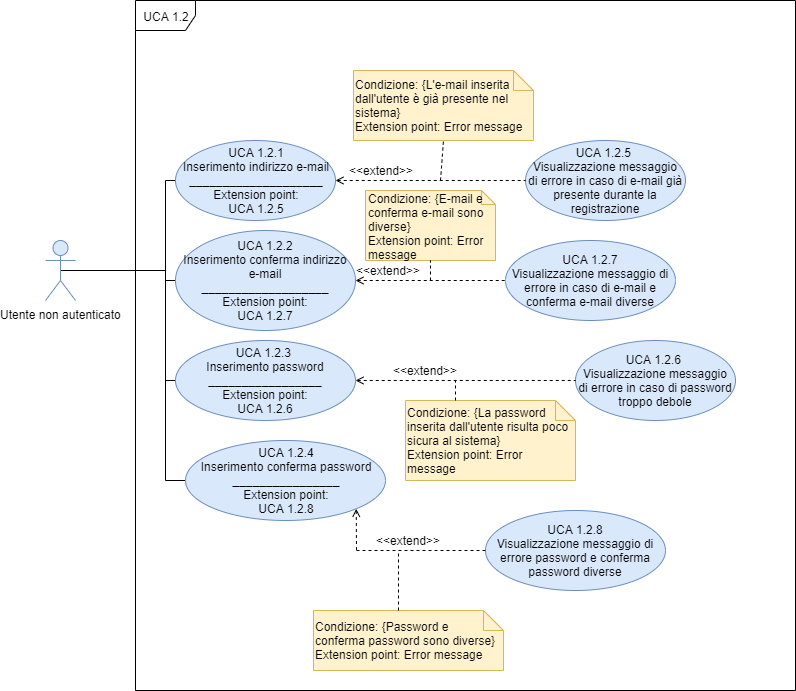 UCA 1.2
Condizione: {L'e-mail inserita
dall'utente è già presente nel
sistema}
Extension point: Error message
UCA 1.2.1
Inserimento indirizzo e-mail
____________________
Extension point:
UCA 1.2.5
<<extend>>
UCA 1.2.5
Visualizzazione messaggio
di errore in caso di e-mail già
presente durante la
registrazione
Condizione: {E-mail e
conferma e-mail sono
diverse}
Extension point: Error
message
UCA 1.2.2
Inserimento conferma indirizzo
e-mail
___________________
Extension point:
UCA 1.2.7
<<extend>>
UCA 1.2.7
Visualizzazione messaggio di
errore in caso di e-mail e
conferma e-mail diverse
Utente non autenticato
UCA 1.2.3
Inserimento password
_________________
Extension point:
UCA 1.2.6
<<extend>>
UCA 1.2.6
Visualizzazione messaggio
di errore in caso di password
troppo debole
Condizione: {La password
inserita dall'utente risulta poco
sicura al sistema}
Extension point: Error
message
UCA 1.2.4
Inserimento conferma password
________________
Extension point:
UCA 1.2.8
<<extend>>
UCA 1.2.8
Visualizzazione messaggio di
errore password e conferma
password diverse
Condizione: {Password e
conferma password sono diverse}
Extension point: Error message